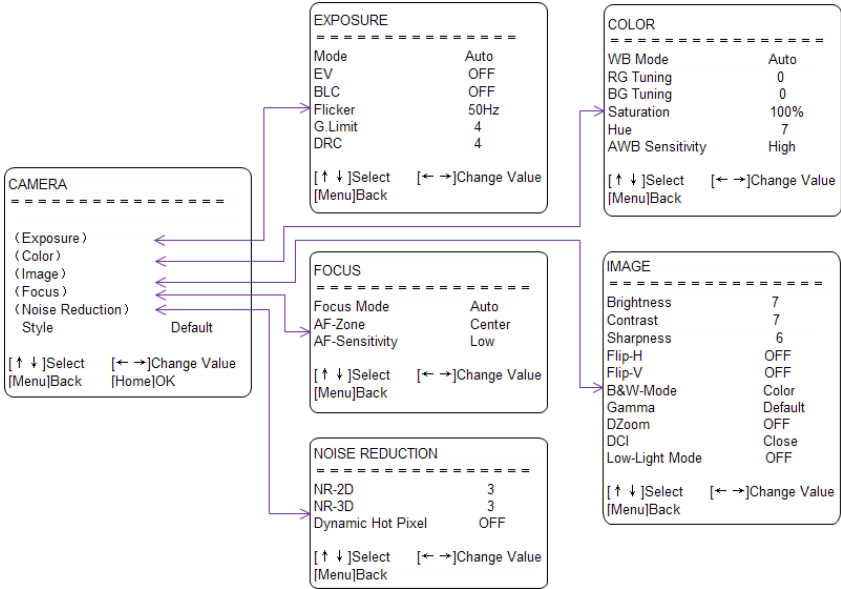 CAMERA
= = = = = = = = = = = = = = = = =
(Exposure)
(Color)
(Image)
(Focus)
(Noise Reduction)
Style Default
[↑ ↓]Select [← →]Change Value
[Menu]Back [Home]OK
EXPOSURE
= = = = = = = = = = = = = = = =
Mode Auto
EV OFF
BLC OFF
Flicker 50Hz
G.Limit 4
DRC 4
[↑ ↓]Select [← →]Change Value
[Menu]Back
COLOR
= = = = = = = = = = = = = = = = =
WB Mode Auto
RG Tuning 0
BG Tuning 0
Saturation 100%
Hue 7
AWB Sensitivity High
[↑ ↓]Select [← →]Change Value
[Menu]Back
FOCUS
= = = = = = = = = = = = = = = = =
Focus Mode Auto
AF-Zone Center
AF-Sensitivity Low
[↑ ↓]Select [← →]Change Value
[Menu]Back
IMAGE
= = = = = = = = = = = = = = = = =
Brightness 7
Contrast 7
Sharpness 6
Flip-H OFF
Flip-V OFF
B&W-Mode Color
Gamma Default
DZoom OFF
DCI Close
Low-Light Mode OFF
[↑ ↓]Select [← →]Change Value
[Menu]Back
NOISE REDUCTION
= = = = = = = = = = = = = = = = =
NR-2D 3
NR-3D 3
Dynamic Hot Pixel OFF
[↑ ↓]Select [← →]Change Value
[Menu]Back